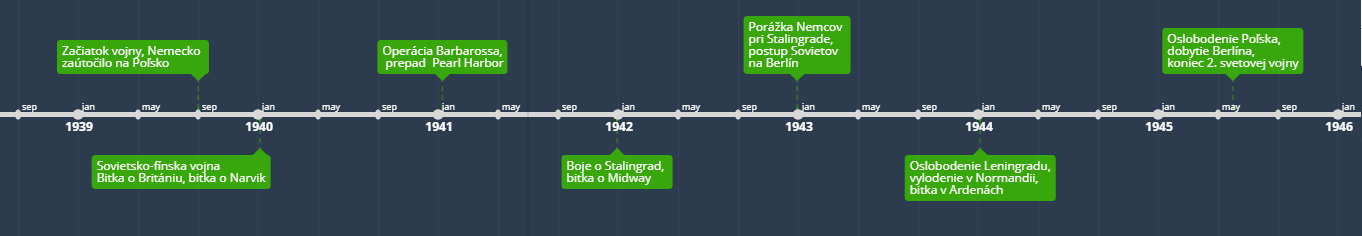 Začiatok vojny, Nemecko
zaútočilo na Poľsko
Operácia Barbarossa,
prepad Pearl Harbor
Porážka Nemcov
pri Stalingrade,
postup Sovietov
na Berlín
Oslobodenie Poľska,
dobytie Berlína,
koniec 2. svetovej vojny
sep jan may sep jan may sep jan may sep jan may sep jan may sep jan may sep jan may sep jan
1939 1940 1941 1942 1943 1944 1945 1946
Sovietsko-fínska vojna
Bitka o Britániu, bitka o Narvik
Boje o Stalingrad,
bitka o Midway
Oslobodenie Leningradu,
vylodenie v Normandii,
bitka v Ardenách